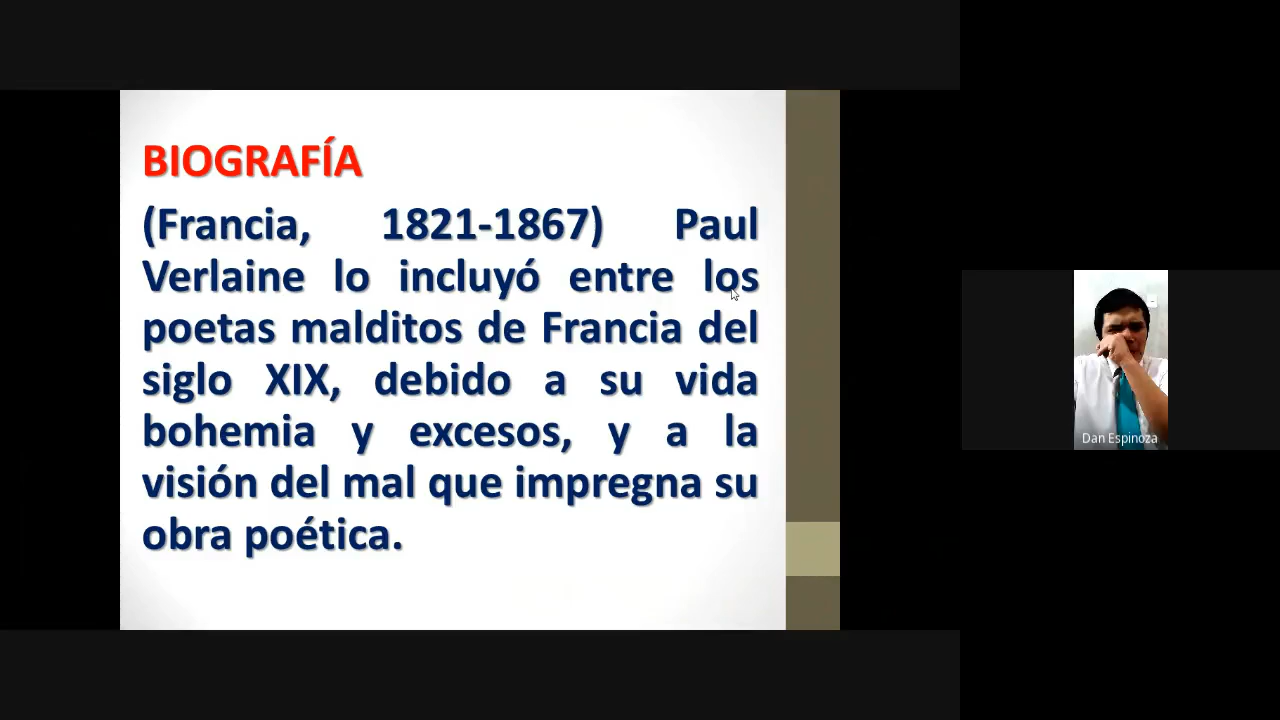 BIOGRAFÍA
(Francia, 1821-1867) Paul
Verlaine lo incluyó entre los
poetas malditos de Francia del
siglo XIX, debido a su vida
bohemia y excesos, y a la
visión del mal que impregna su
obra poética.
Dan Espinoza